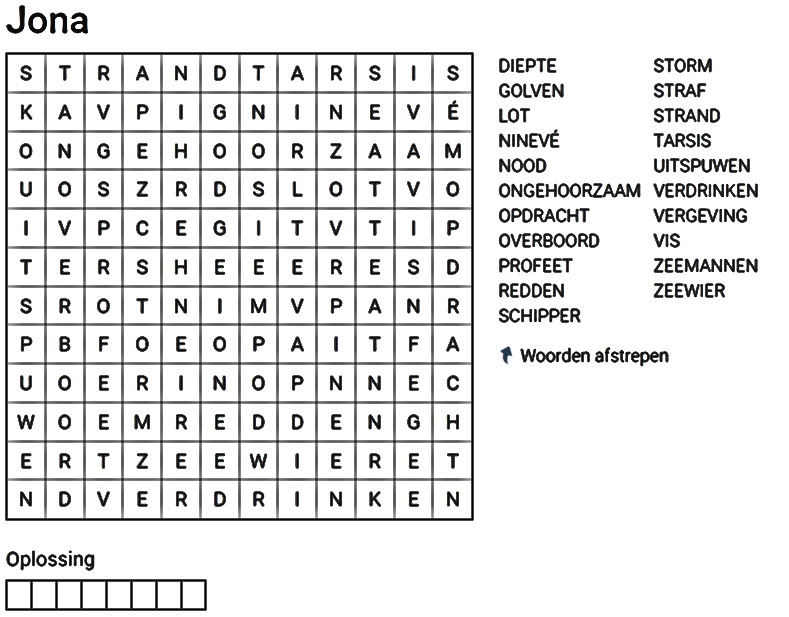 Jona
S T R A N D T A R S I S
K A V P I G N I N E V É
O N G E H O O R Z A A M
U O S Z R D S L O T V O
I V P C E G I T V T I P
T E R S H E E E R E S D
S R O T N I M V P A N R
P B F O E O P A I T F A
U O E R I N O P N N E C
W O E M R E D D E N G H
E R T Z E E W I E R E T
N D V E R D R I N K E N
DIEPTE STORM
GOLVEN STRAF
LOT STRAND
NINEVÉ TARSIS
NOOD UITSPUWEN
ONGEHOORZAAM VERDRINKEN
OPDRACHT VERGEVING
OVERBOORD VIS
PROFEET ZEEMANNEN
REDDEN ZEEWIER
SCHIPPER
Woorden afstrepen
Oplossing